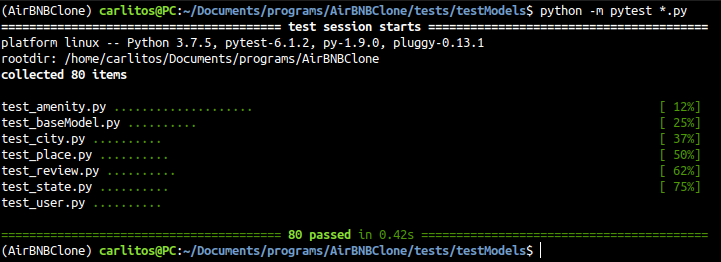 (AirBNBClone) carlitos@PC:~/Documents/programs/AirBNBClone/tests/testModels$ python -m pytest *.py
===================================== test session starts =====================================
platform linux -- Python 3.7.5, pytest-6.1.2, py-1.9.0, pluggy-0.13.1
rootdir: /home/carlitos/Documents/programs/AirBNBClone
collected 80 items
test_amenity.py .................... [ 12%]
test_baseModel.py .......... [ 25%]
test_city.py .......... [ 37%]
test_place.py .......... [ 50%]
test_review.py .......... [ 62%]
test_state.py .......... [ 75%]
test_user.py ..........
===================================== 80 passed in 0.42s ======================================
(AirBNBClone) carlitos@PC:~/Documents/programs/AirBNBClone/tests/testModels$